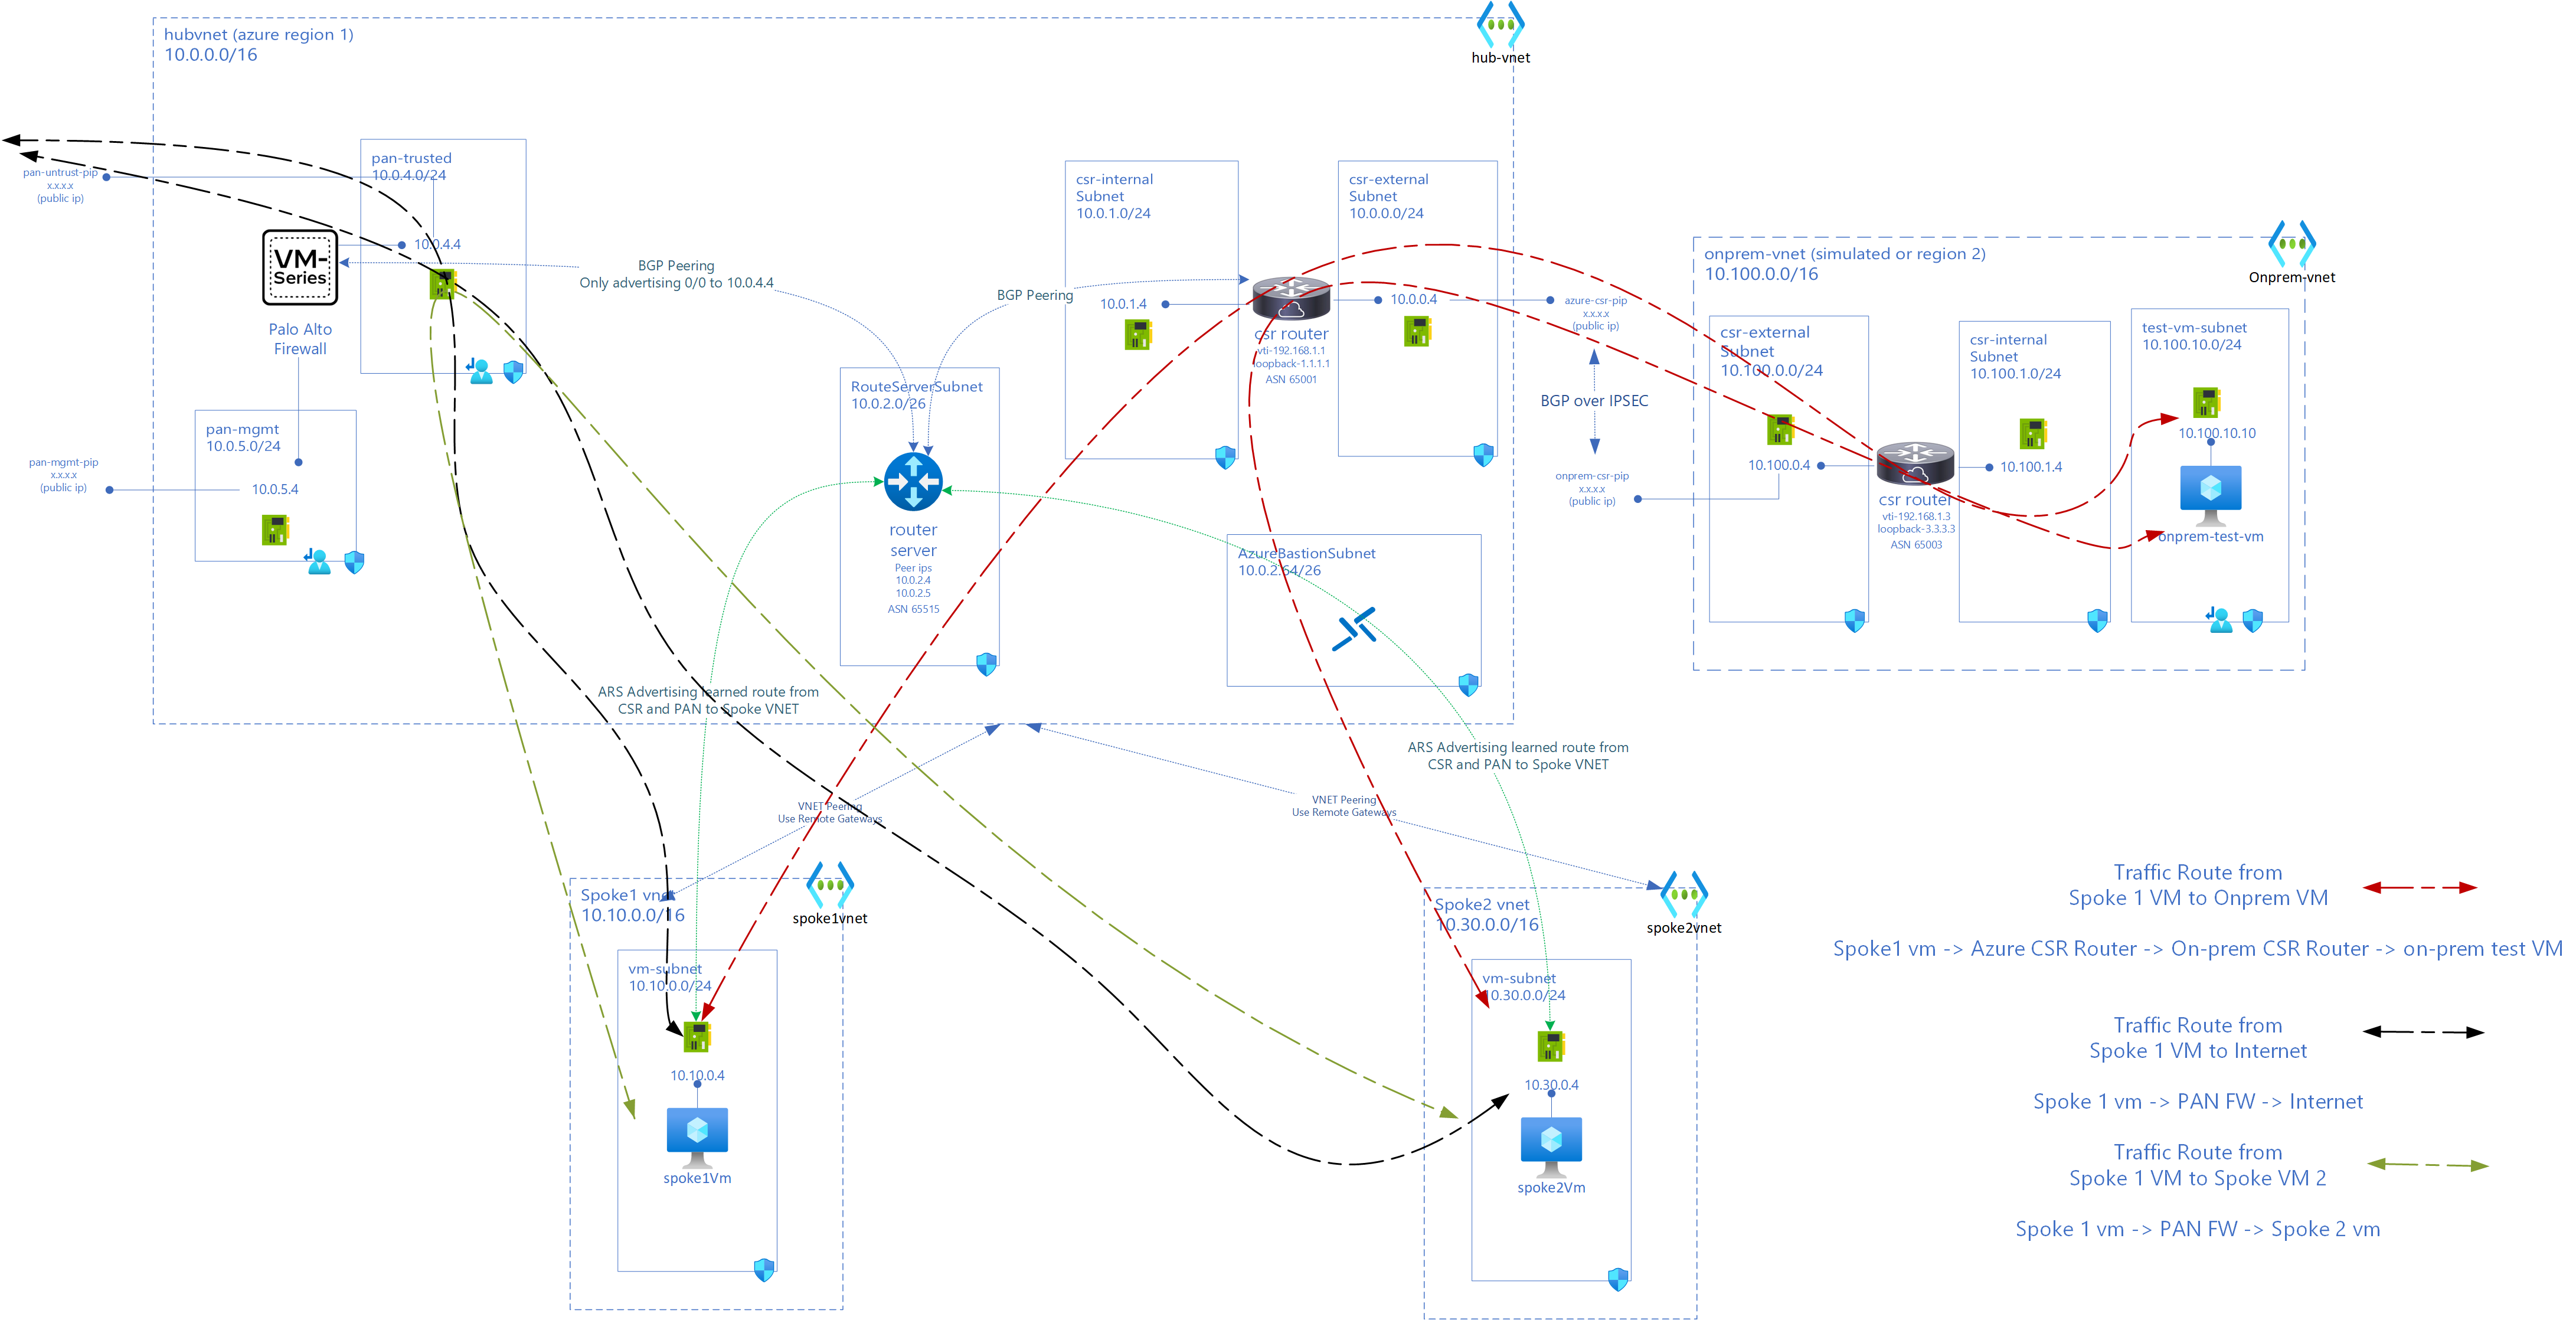 hubvnet (azure region 1)
10.0.0.0/16
hub-vnet
pan-trusted
10.0.4.0/24
pan-untrust-pip
x.x.x.x
(public ip)
10.0.4.4
VM-
Series
Palo Alto
Firewall
BGP Peering
Only advertising 0/0 to 10.0.4.4
pan-mgmt
10.0.5.0/24
10.0.5.4
pan-mgmt-pip
x.x.x.x
(public ip)
BGP Peering
RouteServerSubnet
10.0.2.0/26
router
server
Peer ips
10.0.2.4
10.0.2.5
ASN 65515
csr-internal
Subnet
10.0.1.0/24
10.0.1.4
csr-external
Subnet
10.0.0.0/24
10.0.0.4
csr router
vti-192.168.1.1
loopback-1.1.1.1
ASN 65001
azure-csr-pip
x.x.x.x
(public ip)
BGP over IPSEC
onprem-csr-pip
x.x.x.x
(public ip)
AzureBastionSubnet
10.0.2.64/26
onprem-vnet (simulated or region 2)
10.100.0.0/16
Onprem-vnet
csr-external
Subnet
10.100.0.0/24
10.100.0.4
csr-internal
Subnet
10.100.1.0/24
10.100.1.4
csr router
vti-192.168.1.3
loopback-3.3.3.3
ASN 65003
test-vm-subnet
10.100.10.0/24
10.100.10.10
onprem-test-vm
ARS Advertising learned route from
CSR and PAN to Spoke VNET
ARS Advertising learned route from
CSR and PAN to Spoke VNET
VNET Peering
Use Remote Gateways
VNET Peering
Use Remote Gateways
Spoke1 vnet
10.10.0.0/16
spoke1vnet
vm-subnet
10.10.0.0/24
10.10.0.4
spoke1Vm
Spoke2 vnet
10.30.0.0/16
spoke2vnet
vm-subnet
10.30.0.0/24
10.30.0.4
spoke2Vm
Traffic Route from
Spoke 1 VM to Onprem VM
Spoke1 vm -> Azure CSR Router -> On-prem CSR Router -> on-prem test VM
Traffic Route from
Spoke 1 VM to Internet
Spoke 1 vm -> PAN FW -> Internet
Traffic Route from
Spoke 1 VM to Spoke VM 2
Spoke 1 vm -> PAN FW -> Spoke 2 vm